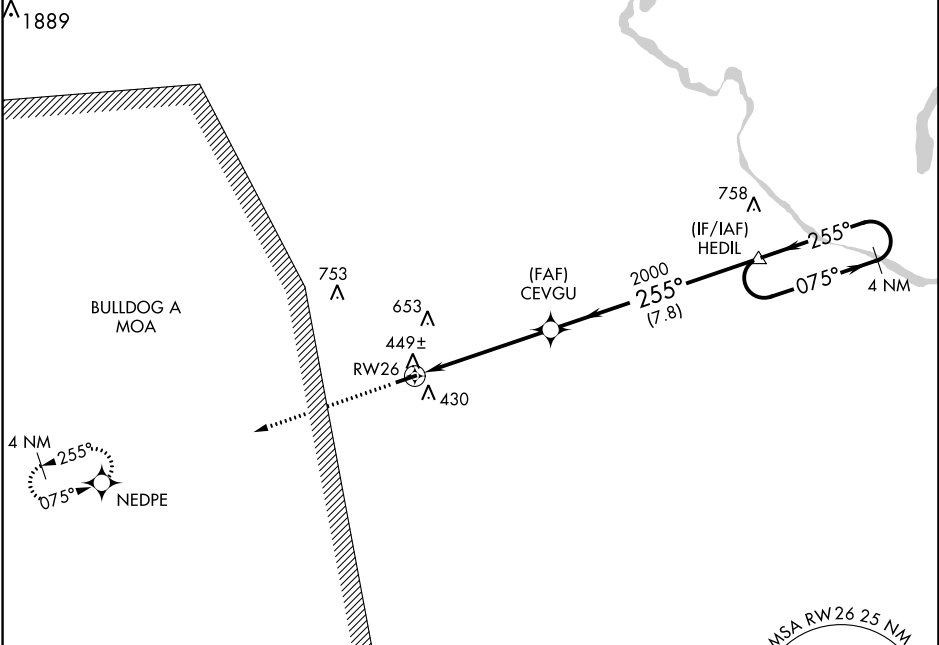 1889
758
(IF/IAF)
HEDIL
255°
075°
4 NM
2000
255°
(7.8)
(FAF)
CEVGU
753
BULLDOG A
MOA
653
449±
RW26
430
4 NM
255°
075°
NEDPE
MSA RW26 25 NM